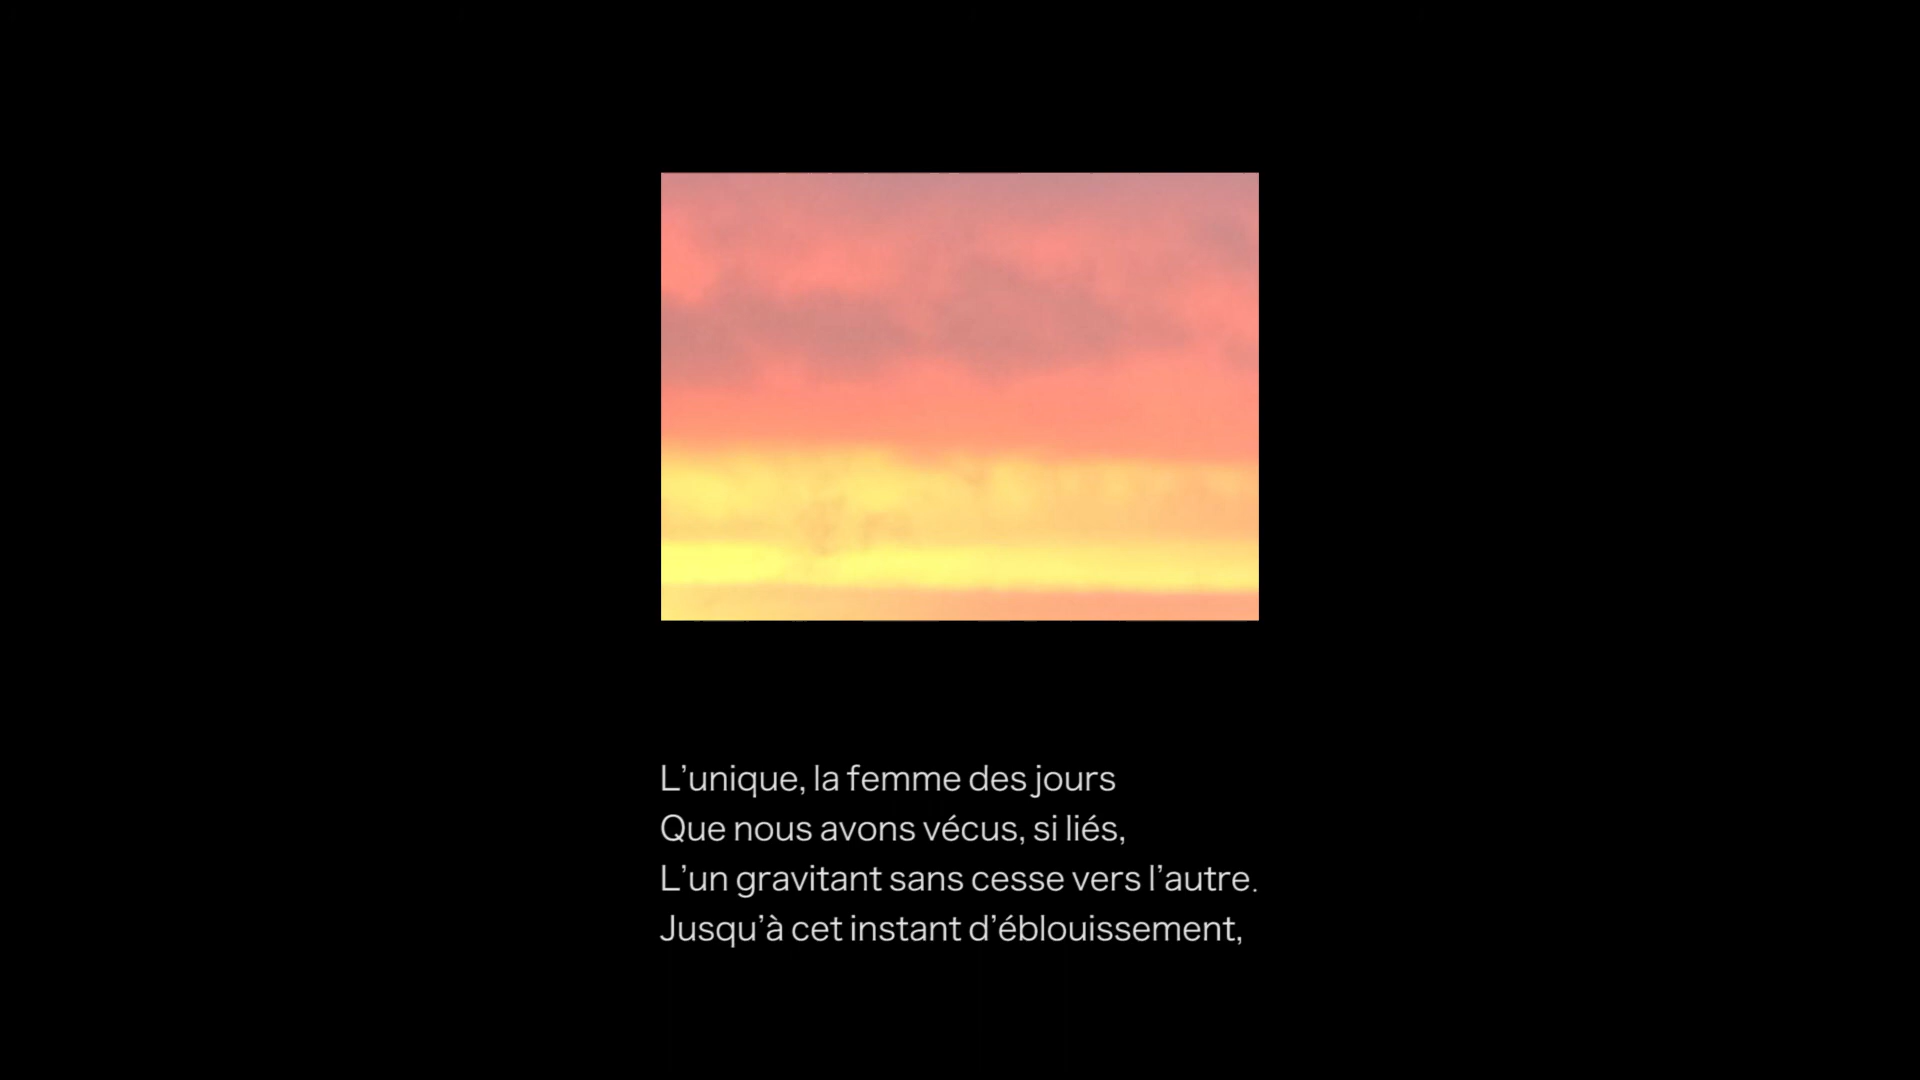 L’unique, la femme des jours
Que nous avons vécus, si liés,
L’un gravitant sans cesse vers l’autre.
Jusqu’à cet instant d’éblouissement,